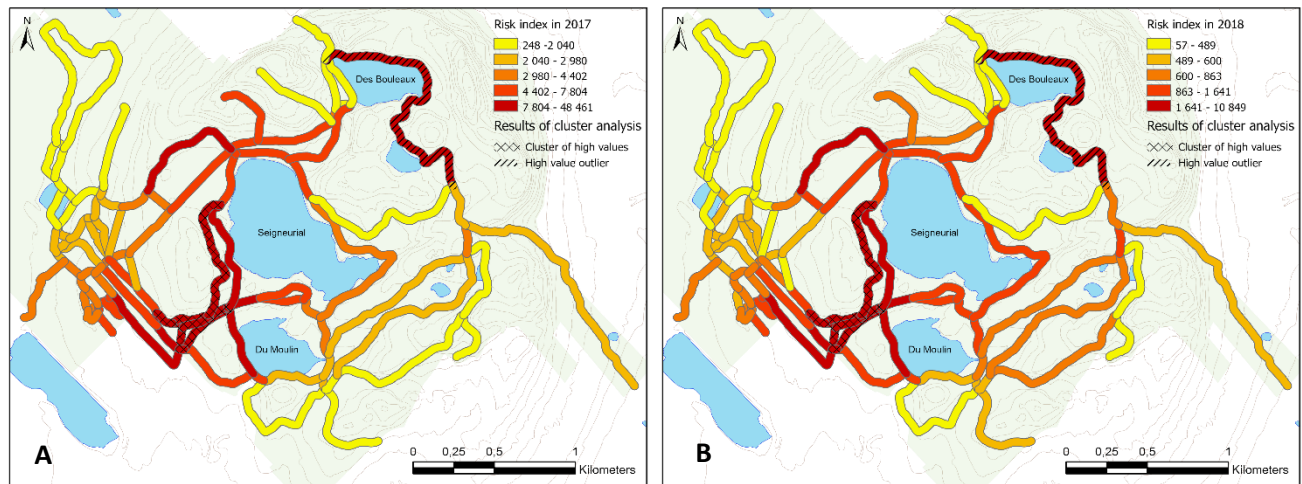 N
Risk index in 2017
248 -2 040
2 040 - 2 980
2 980 - 4 402
4 402 - 7 804
7 804 - 48 461
Results of cluster analysis
Cluster of high values
High value outlier
Des Bouleaux
Seigneurial
Du Moulin
A
0 0,25 0,5 1
Kilometers
N
Risk index in 2018
57 - 489
489 - 600
600 - 863
863 - 1 641
1 641 - 10 849
Results of cluster analysis
Cluster of high values
High value outlier
Des Bouleaux
Seigneurial
Du Moulin
B
0 0,25 0,5 1
Kilometers